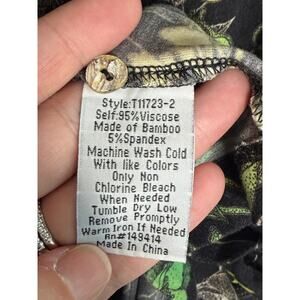 Style:T11723-2
Self:95%Viscose
Made of Bamboo
5%Spandex
Machine Wash Cold
With like Colors
Only Non
Chlorine Bleach
When Needed
Tumble Dry Low
Remove Promptly
Warm Iron If Needed
Rn#149414
Made In China